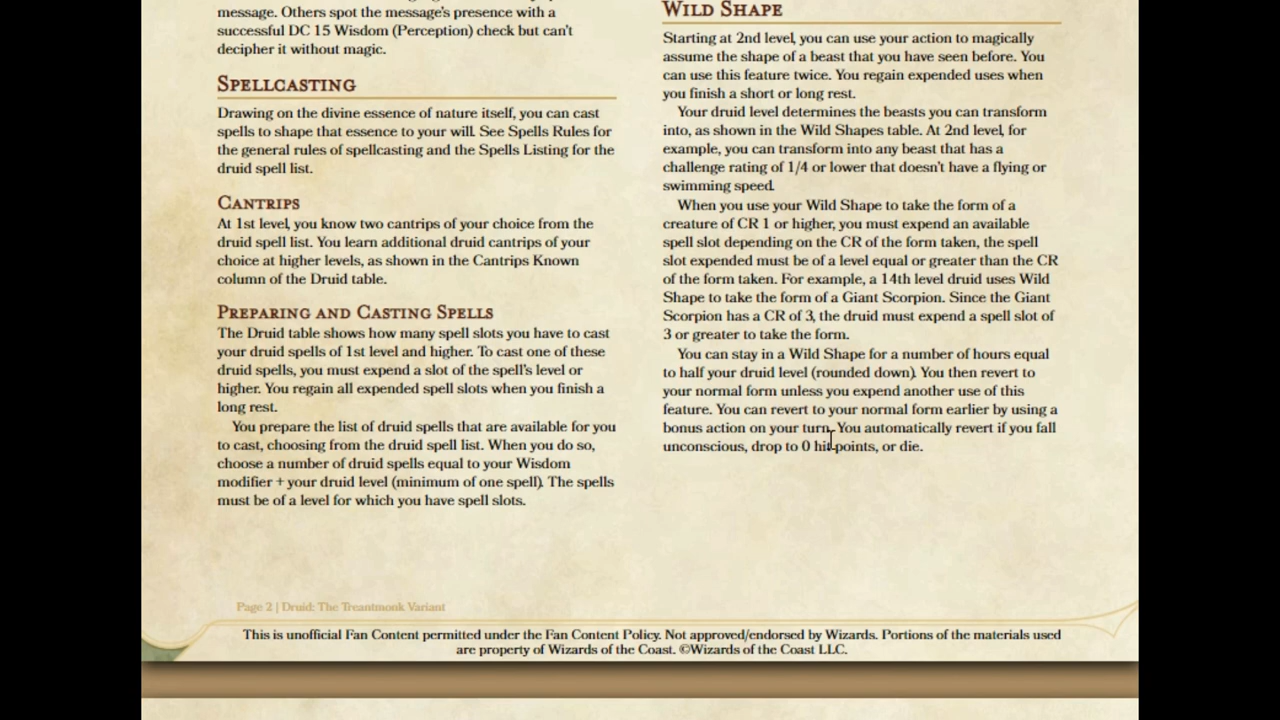 message. Others spot the message's presence with a
successful DC 15 Wisdom (Perception) check but can't
decipher it without magic.
SPELLCASTING
Drawing on the divine essence of nature itself, you can cast
spells to shape that essence to your will. See Spells Rules for
the general rules of spellcasting and the Spells Listing for the
druid spell list.
CANTRIPS
At 1st level, you know two cantrips of your choice from the
druid spell list. You learn additional druid cantrips of your
choice at higher levels, as shown in the Cantrips Known
column of the Druid table.
PREPARING AND CASTING SPELLS
The Druid table shows how many spell slots you have to cast
your druid spells of 1st level and higher. To cast one of these
druid spells, you must expend a slot of the spell's level or
higher. You regain all expended spell slots when you finish a
long rest.
You prepare the list of druid spells that are available for you
to cast, choosing from the druid spell list. When you do so,
choose a number of druid spells equal to your Wisdom
modifier + your druid level (minimum of one spell). The spells
must be of a level for which you have spell slots.
WILD SHAPE
Starting at 2nd level, you can use your action to magically
assume the shape of a beast that you have seen before. You
can use this feature twice. You regain expended uses when
you finish a short or long rest.
Your druid level determines the beasts you can transform
into, as shown in the Wild Shapes table. At 2nd level, for
example, you can transform into any beast that has a
challenge rating of 1/4 or lower that doesn't have a flying or
swimming speed.
When you use your Wild Shape to take the form of a
creature of CR 1 or higher, you must expend an available
spell slot depending on the CR of the form taken, the spell
slot expended must be of a level equal or greater than the CR
of the form taken. For example, a 14th level druid uses Wild
Shape to take the form of a Giant Scorpion. Since the Giant
Scorpion has a CR of 3, the druid must expend a spell slot of
3 or greater to take the form.
You can stay in a Wild Shape for a number of hours equal
to half your druid level (rounded down). You then revert to
your normal form unless you expend another use of this
feature. You can revert to your normal form earlier by using a
bonus action on your turn. You automatically revert if you fall
unconscious, drop to 0 hit points, or die.
Page 2 | Druid: The Treantmonk Variant
This is unofficial Fan Content permitted under the Fan Content Policy. Not approved/endorsed by Wizards. Portions of the materials used
are property of Wizards of the Coast. ©Wizards of the Coast LLC.